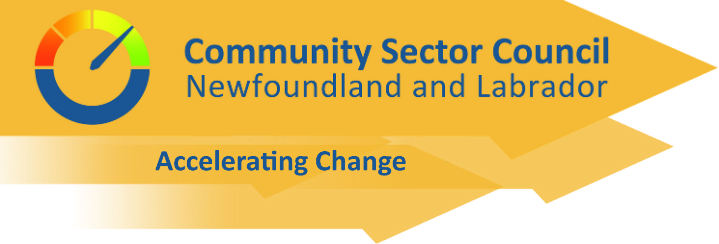 Community Sector Council
Newfoundland and Labrador
Accelerating Change